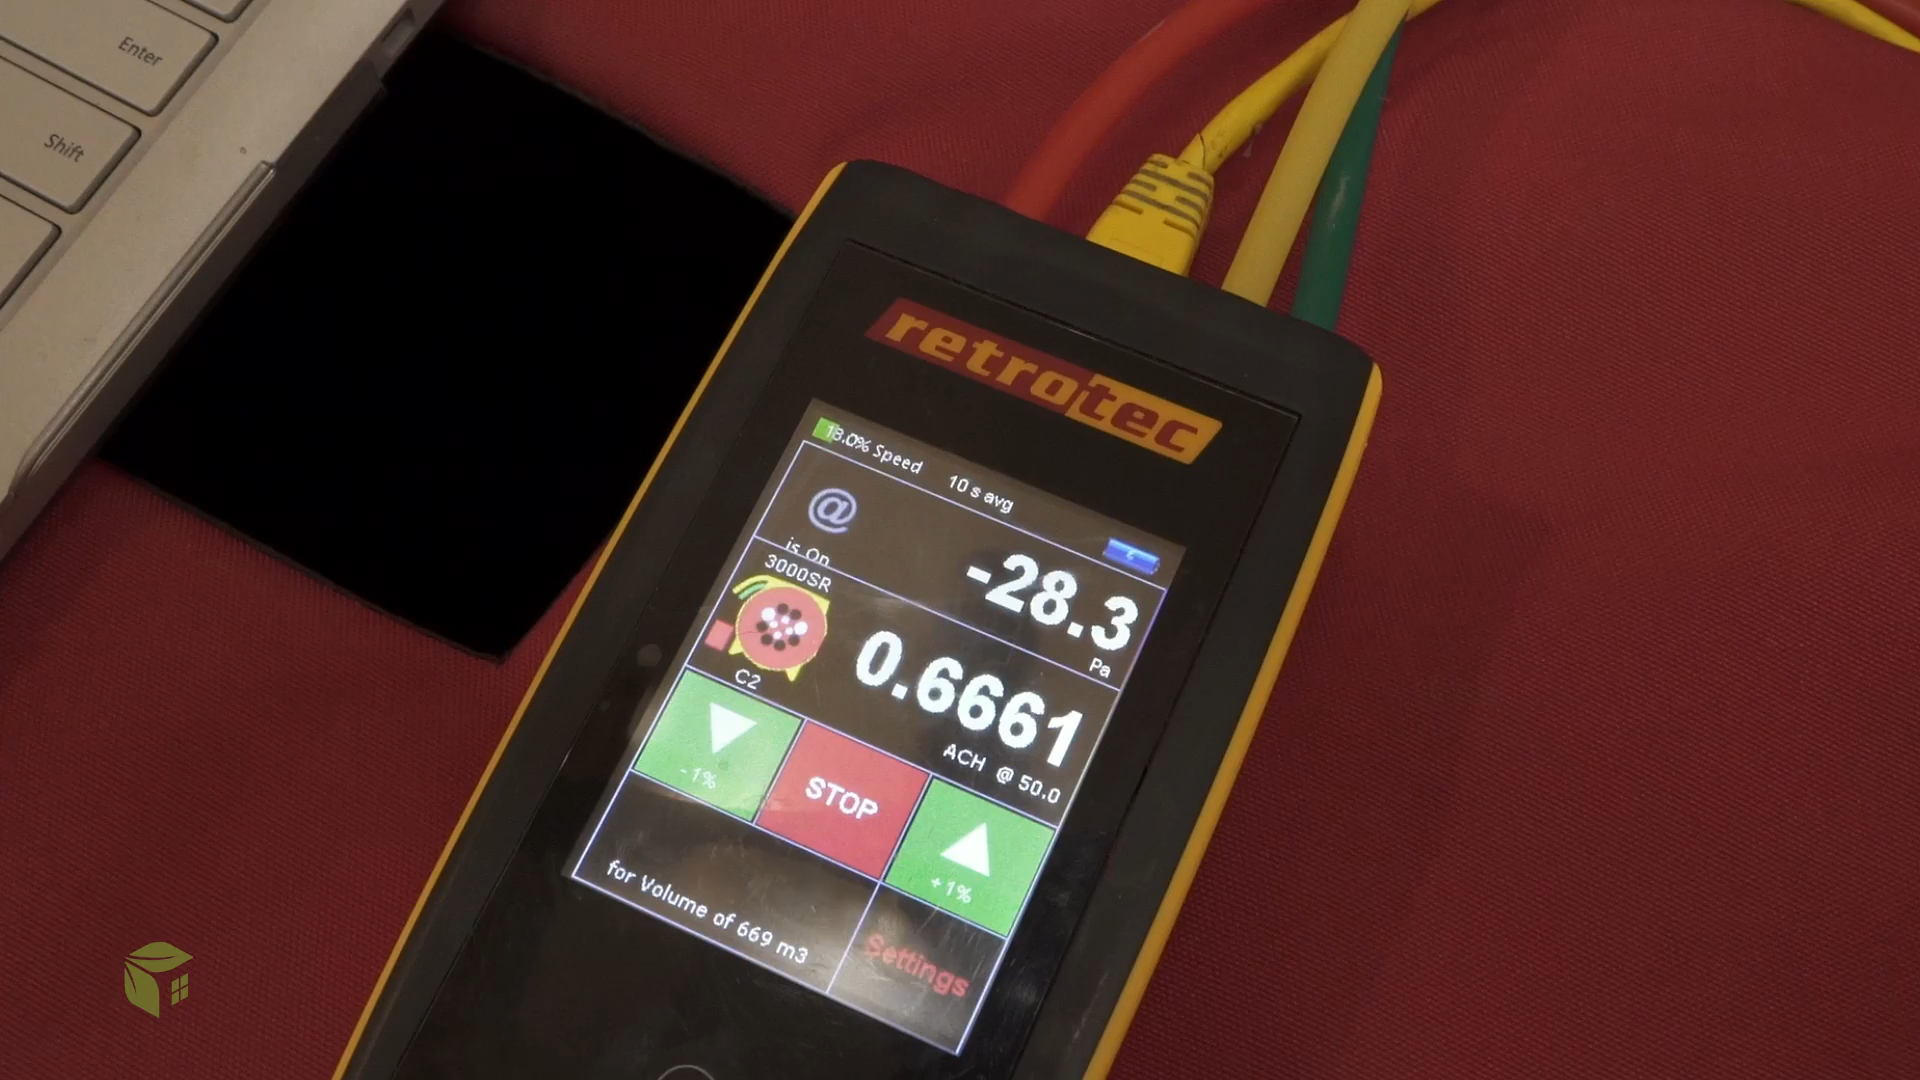 Enter
Shift
retrotec
18.0% Speed
10 s avg
@
is On
-28.3
Pa
3000SR
C2
0.6661
ACH @ 50.0
-1%
STOP
+1%
for Volume of 669 m3
Settings